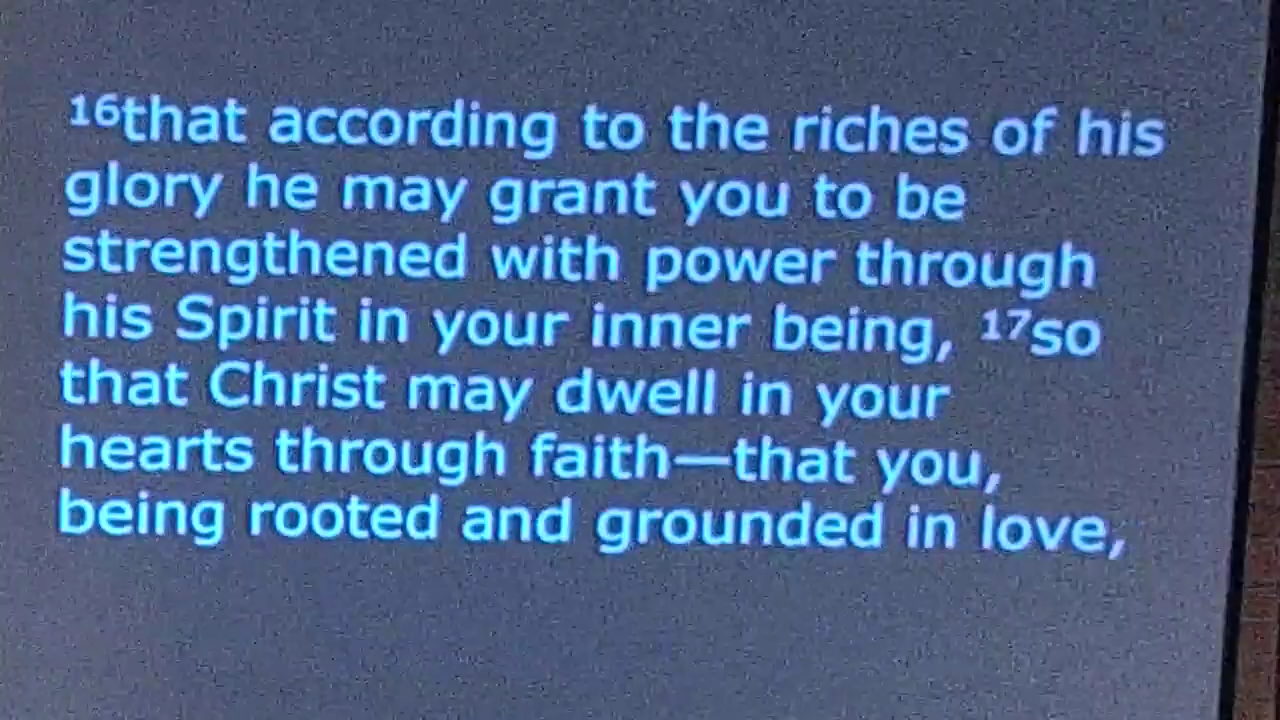 ¹⁶that according to the riches of his
glory he may grant you to be
strengthened with power through
his Spirit in your inner being, ¹⁷so
that Christ may dwell in your
hearts through faith—that you,
being rooted and grounded in love,